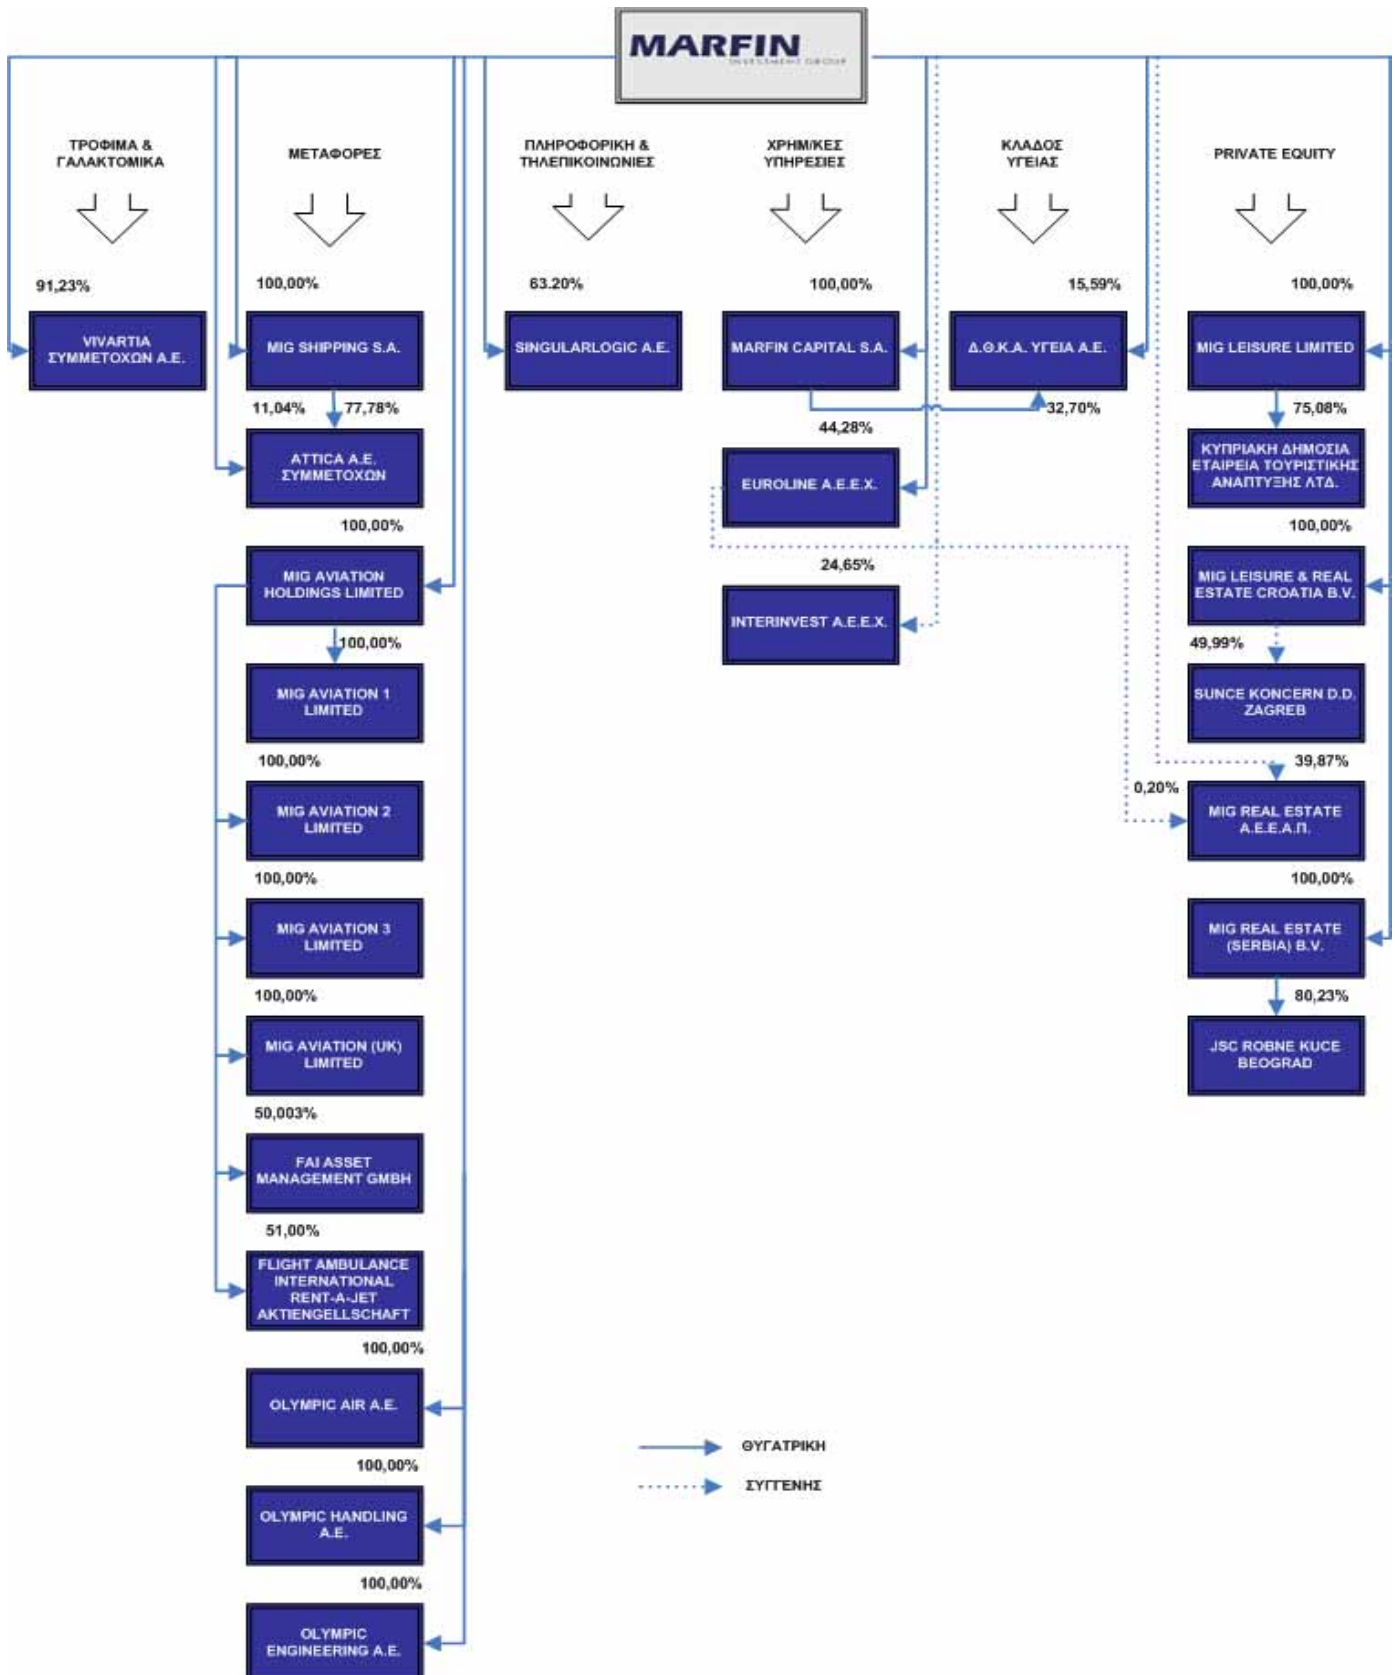 MARFIN
INVESTMENT GROUP
ΤΡΟΦΙΜΑ &
ΓΑΛΑΚΤΟΜΙΚΑ
ΜΕΤΑΦΟΡΕΣ
ΠΛΗΡΟΦΟΡΙΚΗ &
ΤΗΛΕΠΙΚΟΙΝΩΝΙΕΣ
ΧΡΗΜ/ΚΕΣ
ΥΠΗΡΕΣΙΕΣ
ΚΛΑΔΟΣ
ΥΓΕΙΑΣ
PRIVATE EQUITY
91,23%
VIVARTIA
ΣΥΜΜΕΤΟΧΩΝ Α.Ε.
100,00%
MIG SHIPPING S.A.
11,04%
77,78%
ATTICA A.E.
ΣΥΜΜΕΤΟΧΩΝ
100,00%
MIG AVIATION
HOLDINGS LIMITED
100,00%
MIG AVIATION 1
LIMITED
100,00%
MIG AVIATION 2
LIMITED
100,00%
MIG AVIATION 3
LIMITED
100,00%
MIG AVIATION (UK)
LIMITED
50,003%
FAI ASSET
MANAGEMENT GMBH
51,00%
FLIGHT AMBULANCE
INTERNATIONAL
RENT-A-JET
AKTIENGELLSCHAFT
100,00%
OLYMPIC AIR A.E.
100,00%
OLYMPIC HANDLING
A.E.
100,00%
OLYMPIC
ENGINEERING A.E.
63.20%
SINGULARLOGIC A.E.
100,00%
MARFIN CAPITAL S.A.
44,28%
EUROLINE A.E.E.X.
24,65%
INTERINVEST A.E.E.X.
15,59%
Δ.Θ.Κ.Α. ΥΓΕΙΑ Α.Ε.
32,70%
100,00%
MIG LEISURE LIMITED
75,08%
ΚΥΠΡΙΑΚΗ ΔΗΜΟΣΙΑ
ΕΤΑΙΡΕΙΑ ΤΟΥΡΙΣΤΙΚΗΣ
ΑΝΑΠΤΥΞΗΣ ΛΤΔ.
100,00%
MIG LEISURE & REAL
ESTATE CROATIA B.V.
49,99%
SUNCE KONCERN D.D.
ZAGREB
39,87%
0,20%
MIG REAL ESTATE
Α.Ε.Ε.Α.Π.
100,00%
MIG REAL ESTATE
(SERBIA) B.V.
80,23%
JSC ROBNE KUCE
BEOGRAD
ΘΥΓΑΤΡΙΚΗ
ΣΥΓΓΕΝΗΣ